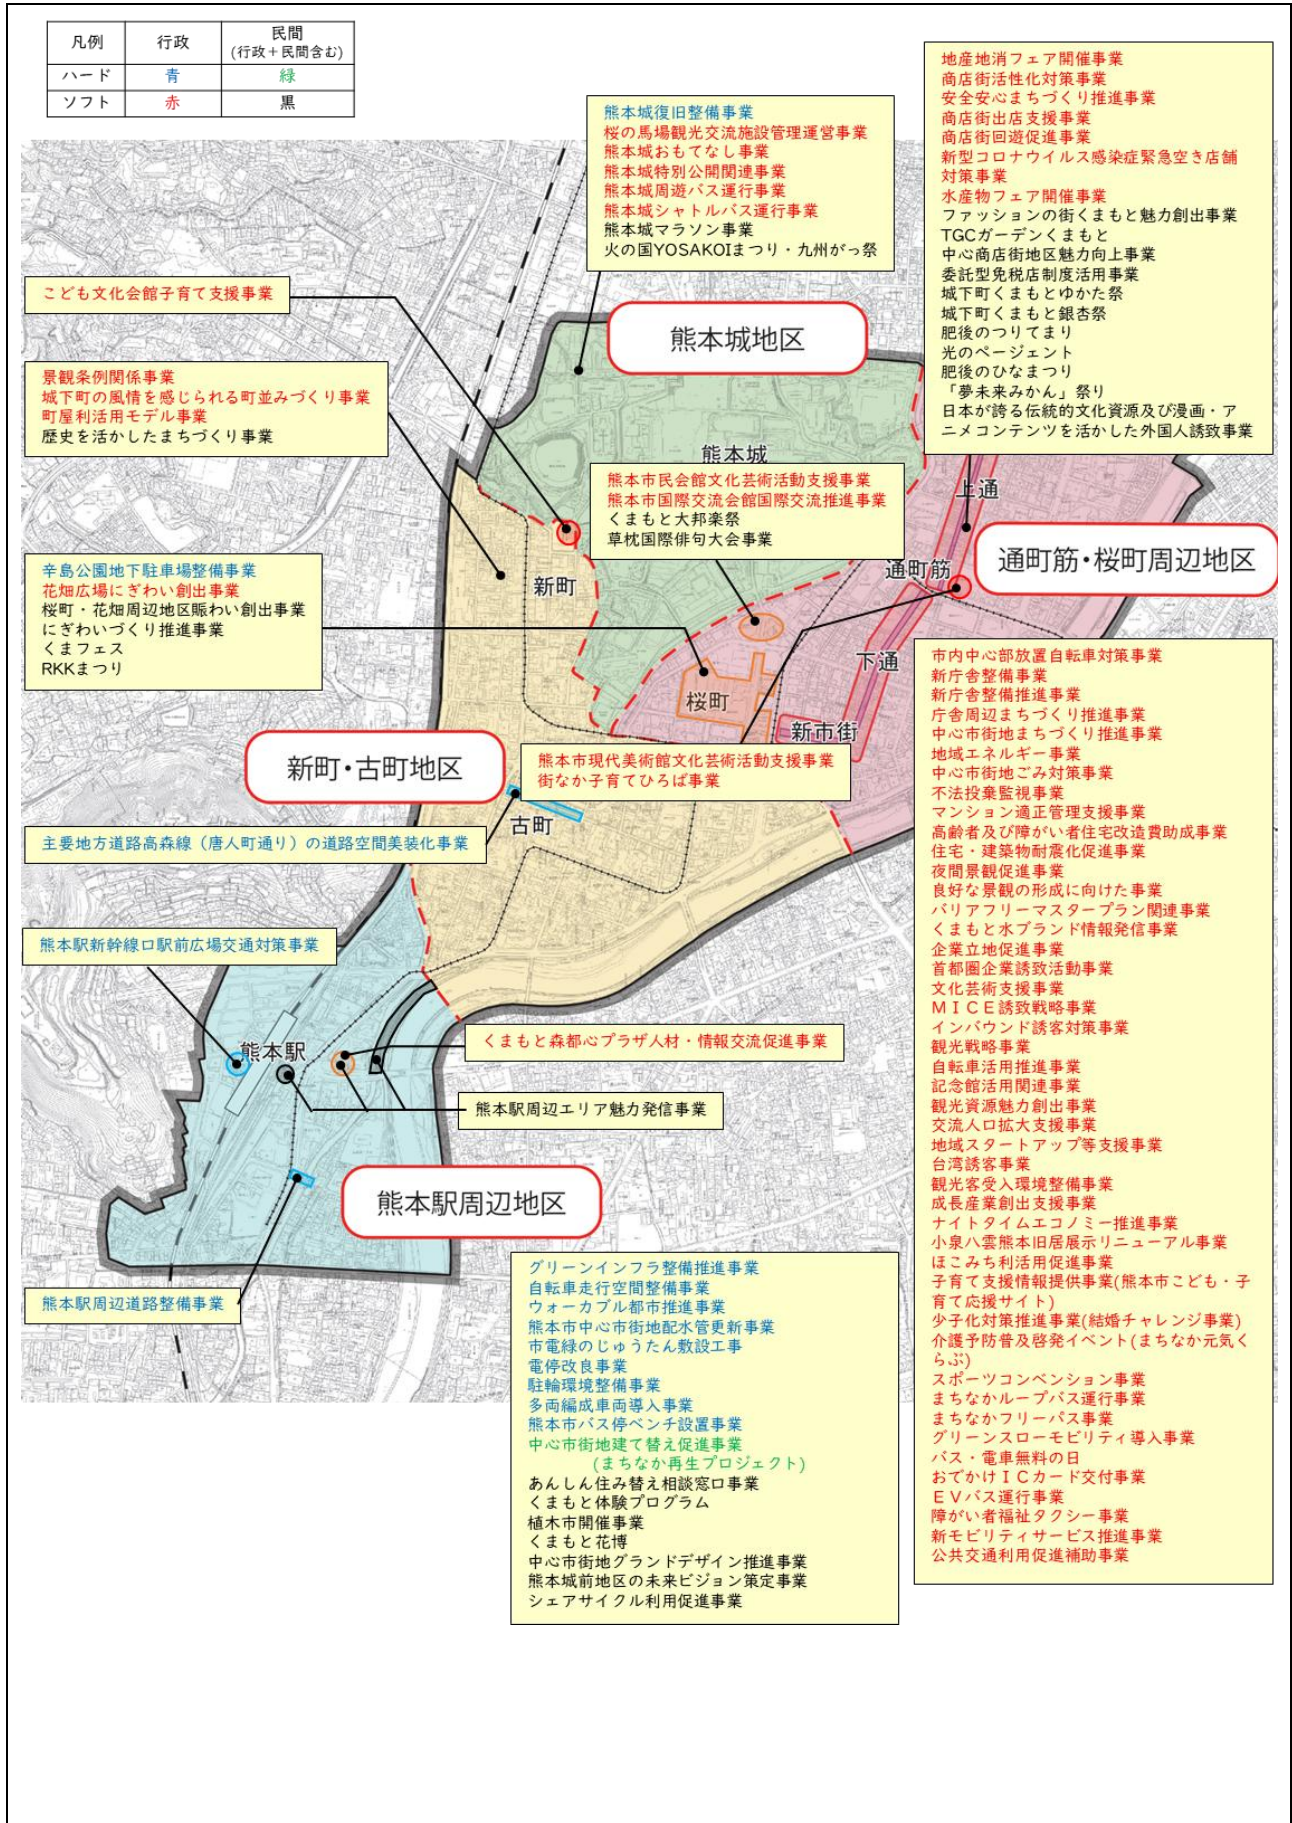 凡例 行政 民間
(行政+民間含む)
ハード 青 緑
ソフト 赤 黒
熊本城復旧整備事業
桜の馬場観光交流施設管理運営事業
熊本城おもてなし事業
熊本城特別公開関連事業
熊本城周遊バス運行事業
熊本城シャトルバス運行事業
熊本城マラソン事業
火の国YOSAKOIまつり・九州がっ祭
地産地消フェア開催事業
商店街活性化対策事業
安全安心まちづくり推進事業
商店街出店支援事業
商店街回遊促進事業
新型コロナウイルス感染症緊急空き店舗
対策事業
水産物フェア開催事業
ファッションの街くまもと魅力創出事業
TGCガーデンくまもと
中心商店街地区魅力向上事業
委託型免税店制度活用事業
城下町くまもとゆかた祭
城下町くまもと銀杏祭
肥後のつりてまり
光のページェント
肥後のひなまつり
「夢未来みかん」祭り
日本が誇る伝統的文化資源及び漫画・ア
ニメコンテンツを活かした外国人誘致事業
こども文化会館子育て支援事業
熊本城地区
景観条例関係事業
城下町の風情を感じられる町並みづくり事業
町屋利活用モデル事業
歴史を活かしたまちづくり事業
熊本城
熊本市民会館文化芸術活動支援事業
熊本市国際交流会館国際交流推進事業
くまもと大邦楽祭
草枕国際俳句大会事業
上通
通町筋・桜町周辺地区
通町筋
新町
辛島公園地下駐車場整備事業
花畑広場にぎわい創出事業
桜町・花畑周辺地区賑わい創出事業
にぎわいづくり推進事業
くまフェス
RKKまつり
下通
桜町
新市街
新町・古町地区
熊本市現代美術館文化芸術活動支援事業
街なか子育てひろば事業
古町
主要地方道路高森線（唐人町通り）の道路空間美装化事業
熊本駅新幹線口駅前広場交通対策事業
くまもと森都心プラザ人材・情報交流促進事業
熊本駅
熊本駅周辺エリア魅力発信事業
熊本駅周辺地区
熊本駅周辺道路整備事業
市内中心部放置自転車対策事業
新庁舎整備事業
新庁舎整備推進事業
庁舎周辺まちづくり推進事業
中心市街地まちづくり推進事業
地域エネルギー事業
中心市街地ごみ対策事業
不法投棄監視事業
マンション適正管理支援事業
高齢者及び障がい者住宅改造費助成事業
住宅・建築物耐震化促進事業
夜間景観促進事業
良好な景観の形成に向けた事業
バリアフリーマスタープラン関連事業
くまもと水ブランド情報発信事業
企業立地促進事業
首都圏企業誘致活動事業
文化芸術支援事業
ＭＩＣＥ誘致戦略事業
インバウンド誘客対策事業
観光戦略事業
自転車活用推進事業
記念館活用関連事業
観光資源魅力創出事業
交流人口拡大支援事業
地域スタートアップ等支援事業
台湾誘客事業
観光客受入環境整備事業
成長産業創出支援事業
ナイトタイムエコノミー推進事業
小泉八雲熊本旧居展示リニューアル事業
ほこみち利活用促進事業
子育て支援情報提供事業(熊本市こども・子
育て応援サイト)
少子化対策推進事業(結婚チャレンジ事業)
介護予防普及啓発イベント(まちなか元気く
らぶ)
スポーツコンベンション事業
まちなかループバス運行事業
まちなかフリーパス事業
グリーンスローモビリティ導入事業
バス・電車無料の日
おでかけＩＣカード交付事業
ＥＶバス運行事業
障がい者福祉タクシー事業
新モビリティサービス推進事業
公共交通利用促進補助事業
グリーンインフラ整備推進事業
自転車走行空間整備事業
ウォーカブル都市推進事業
熊本市中心市街地配水管更新事業
市電緑のじゅうたん敷設工事
電停改良事業
駐輪環境整備事業
多両編成車両導入事業
熊本市バス停ベンチ設置事業
中心市街地建て替え促進事業
(まちなか再生プロジェクト)
あんしん住み替え相談窓口事業
くまもと体験プログラム
植木市開催事業
くまもと花博
中心市街地グランドデザイン推進事業
熊本城前地区の未来ビジョン策定事業
シェアサイクル利用促進事業